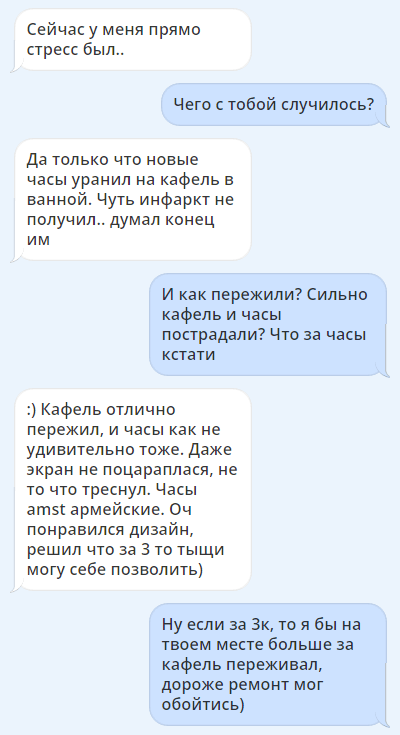 Сейчас у меня прямо
стресс был..
Чего с тобой случилось?
Да только что новые
часы уранил на кафель в
ванной. Чуть инфаркт не
получил.. думал конец
им
И как пережили? Сильно
кафель и часы
пострадали? Что за часы
кстати
:) Кафель отлично
пережил, и часы как не
удивительно тоже. Даже
экран не поцараплася, не
то что треснул. Часы
amst армейские. Оч
понравился дизайн,
решил что за 3 то тыщи
могу себе позволить)
Ну если за 3к, то я бы на
твоем месте больше за
кафель переживал,
дороже ремонт мог
обойтись)